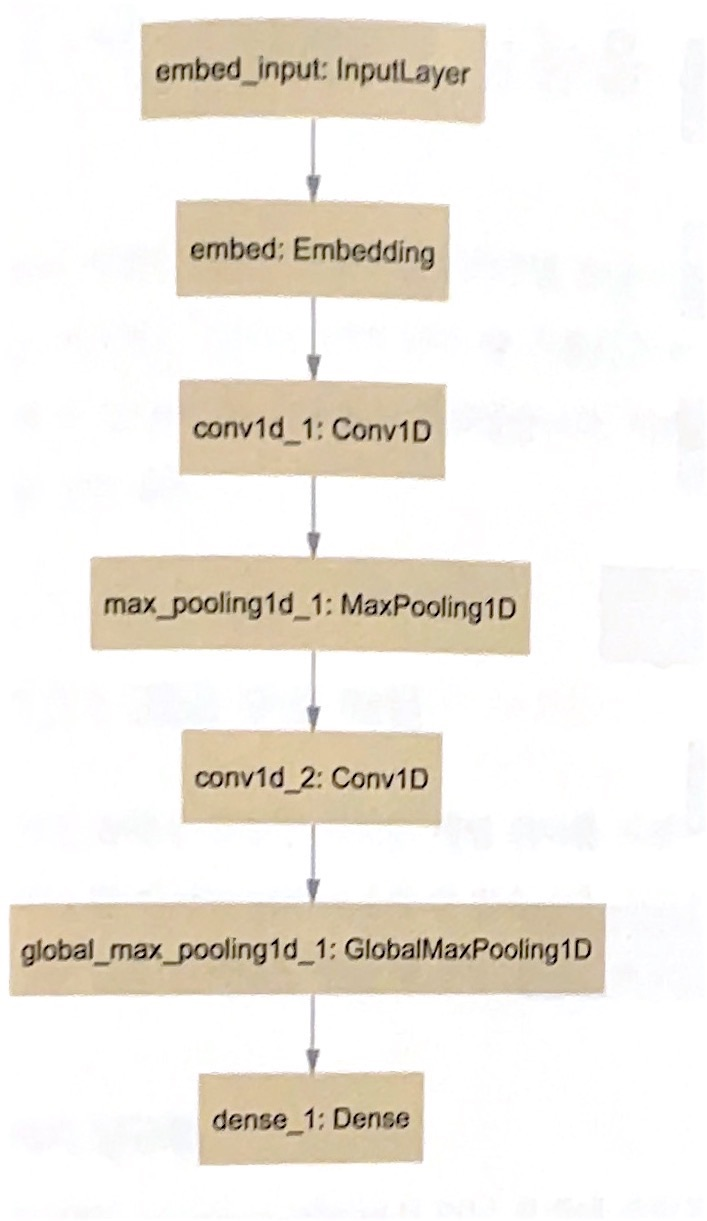 embed_input: InputLayer
embed: Embedding
conv1d_1: Conv1D
max_pooling1d_1: MaxPooling1D
conv1d_2: Conv1D
global_max_pooling1d_1: GlobalMaxPooling1D
dense_1: Dense